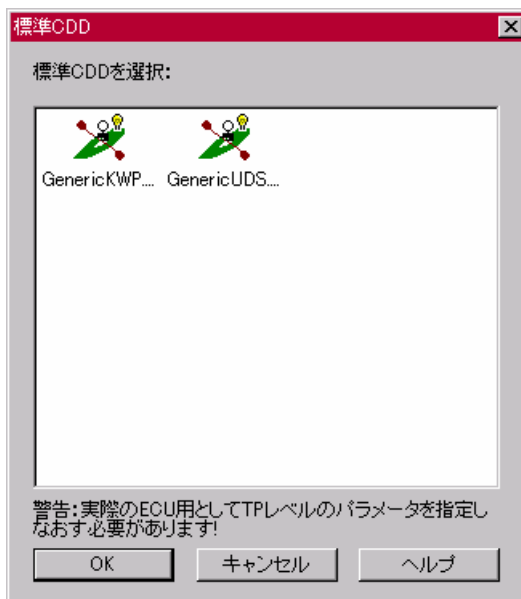 標準CDD
標準CDDを選択:
GenericKWP.... GenericUDS....
警告:実際のECU用としてTPレベルのパラメータを指定し
なおす必要があります!
OK キャンセル ヘルプ